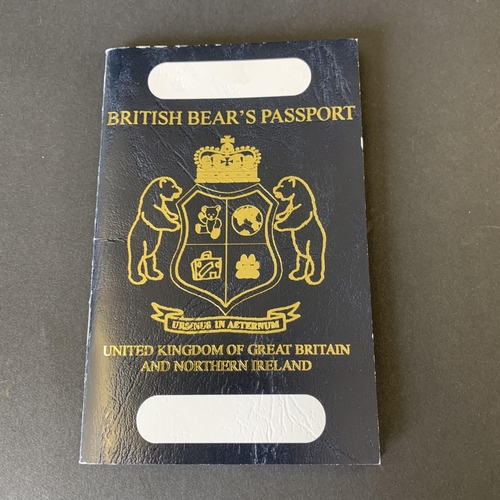 BRITISH BEAR'S PASSPORT
URSINUS IN AETERNUM
UNITED KINGDOM OF GREAT BRITAIN
AND NORTHERN IRELAND